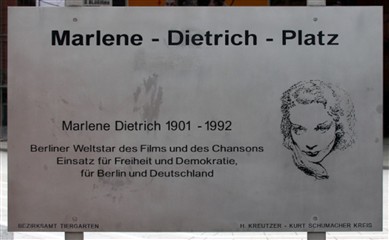 Marlene - Dietrich - Platz
Marlene Dietrich 1901 - 1992
Berliner Weltstar des Films und des Chansons
Einsatz für Freiheit und Demokratie,
für Berlin und Deutschland
BEZIRKSAMT TIERGARTEN
H. KREUTZER - KURT SCHUMACHER KREIS